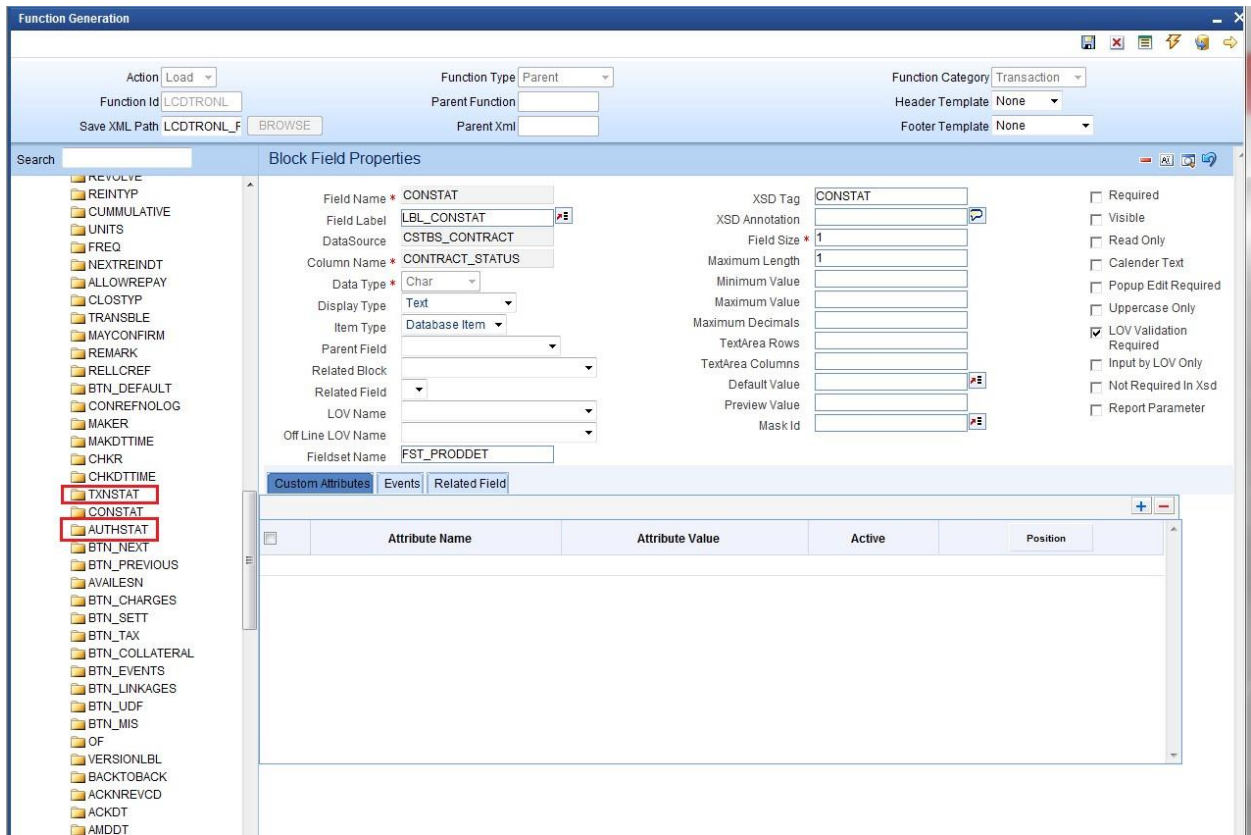 Function Generation
Action Load
Function Type Parent
Function Category Transaction
Function Id LCDTRONL
Parent Function
Header Template None
Save XML Path LCDTRONL_F BROWSE
Parent Xml
Footer Template None
Search
Block Field Properties
REVOLVE
REINTYP
CUMMULATIVE
UNITS
FREQ
NEXTREINDT
ALLOWREPAY
CLOSTYP
TRANSBLE
MAYCONFIRM
REMARK
RELLCREF
BTN_DEFAULT
CONREFNOLOG
MAKER
MAKDTTIME
CHKR
CHKDTTIME
TXNSTAT
CONSTAT
AUTHSTAT
BTN_NEXT
BTN_PREVIOUS
AVAILESN
BTN_CHARGES
BTN_SETT
BTN_TAX
BTN_COLLATERAL
BTN_EVENTS
BTN_LINKAGES
BTN_UDF
BTN_MIS
OF
VERSIONLBL
BACKTOBACK
ACKNREVCD
ACKDT
AMDDT
Field Name * CONSTAT
Field Label LBL_CONSTAT
DataSource CSTBS_CONTRACT
Column Name * CONTRACT_STATUS
Data Type * Char
Display Type Text
Item Type Database Item
Parent Field
Related Block
Related Field
LOV Name
Off Line LOV Name
Fieldset Name FST_PRODDET
XSD Tag CONSTAT
XSD Annotation
Field Size * 1
Maximum Length 1
Minimum Value
Maximum Value
Maximum Decimals
TextArea Rows
TextArea Columns
Default Value
Preview Value
Mask Id
Required
Visible
Read Only
Calender Text
Popup Edit Required
Uppercase Only
LOV Validation
Required
Input by LOV Only
Not Required In Xsd
Report Parameter
Custom Attributes Events Related Field
Attribute Name Attribute Value Active Position